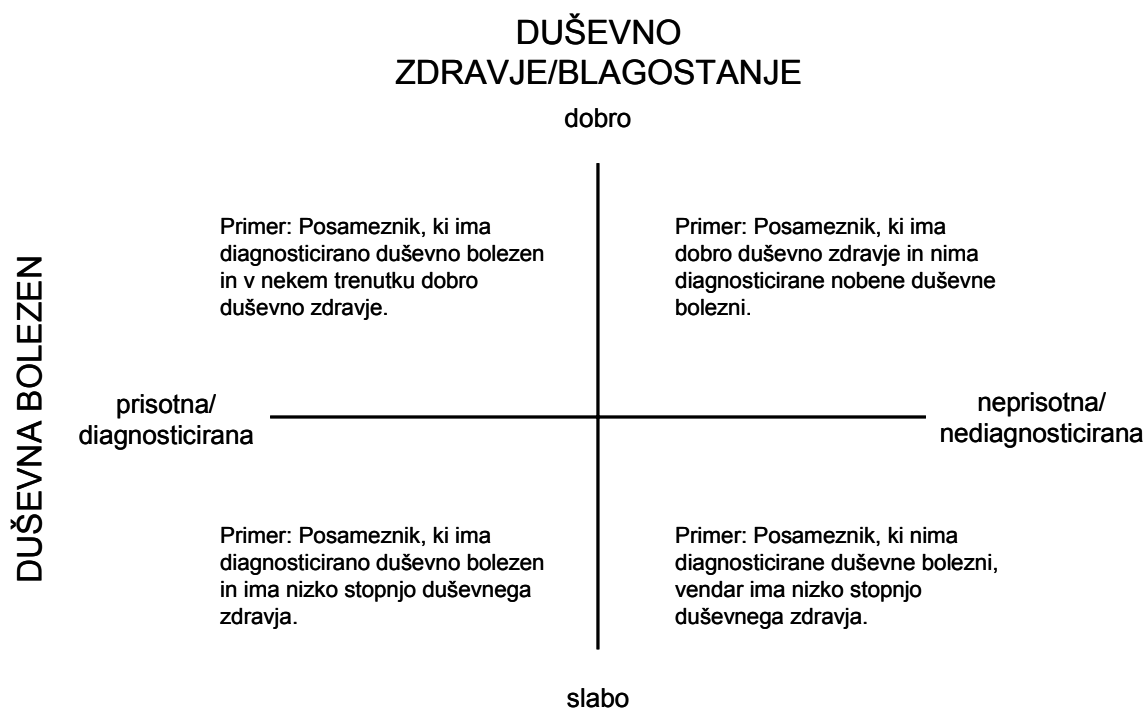 DUŠEVNO
ZDRAVJE/BLAGOSTANJE
dobro
Primer: Posameznik, ki ima
diagnosticirano duševno bolezen
in v nekem trenutku dobro
duševno zdravje.
Primer: Posameznik, ki ima
dobro duševno zdravje in nima
diagnosticirane nobene duševne
bolezni.
DUŠEVNA BOLEZEN
prisotna/
diagnosticirana
neprisotna/
nediagnosticirana
Primer: Posameznik, ki ima
diagnosticirano duševno bolezen
in ima nizko stopnjo duševnega
zdravja.
Primer: Posameznik, ki nima
diagnosticirane duševne bolezni,
vendar ima nizko stopnjo
duševnega zdravja.
slabo